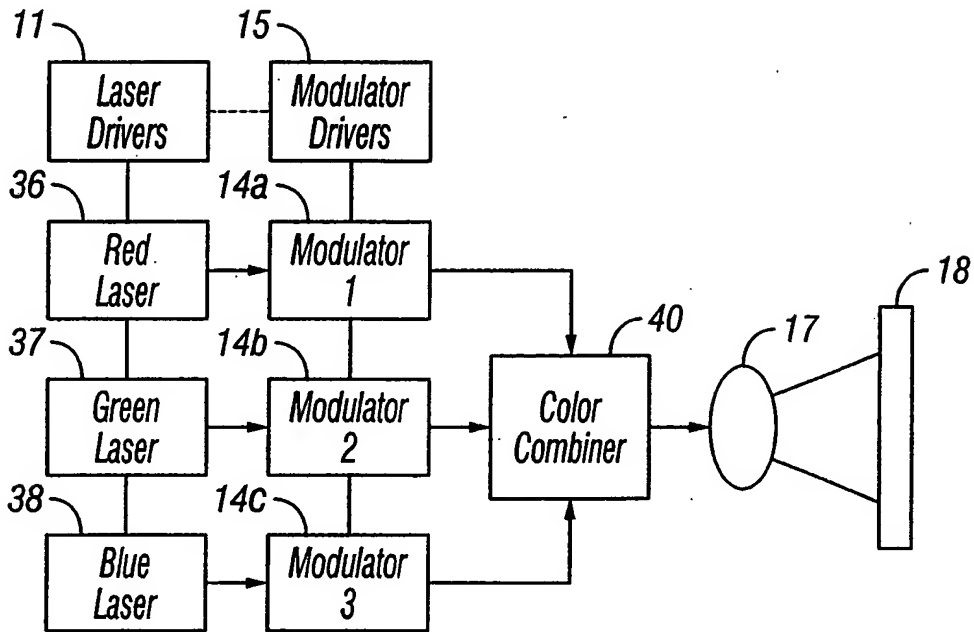 11
15
Laser
Drivers
Modulator
Drivers
36
14a
Red
Laser
Modulator
1
18
37
14b
40
17
Green
Laser
Modulator
2
Color
Combiner
38
14c
Blue
Laser
Modulator
3